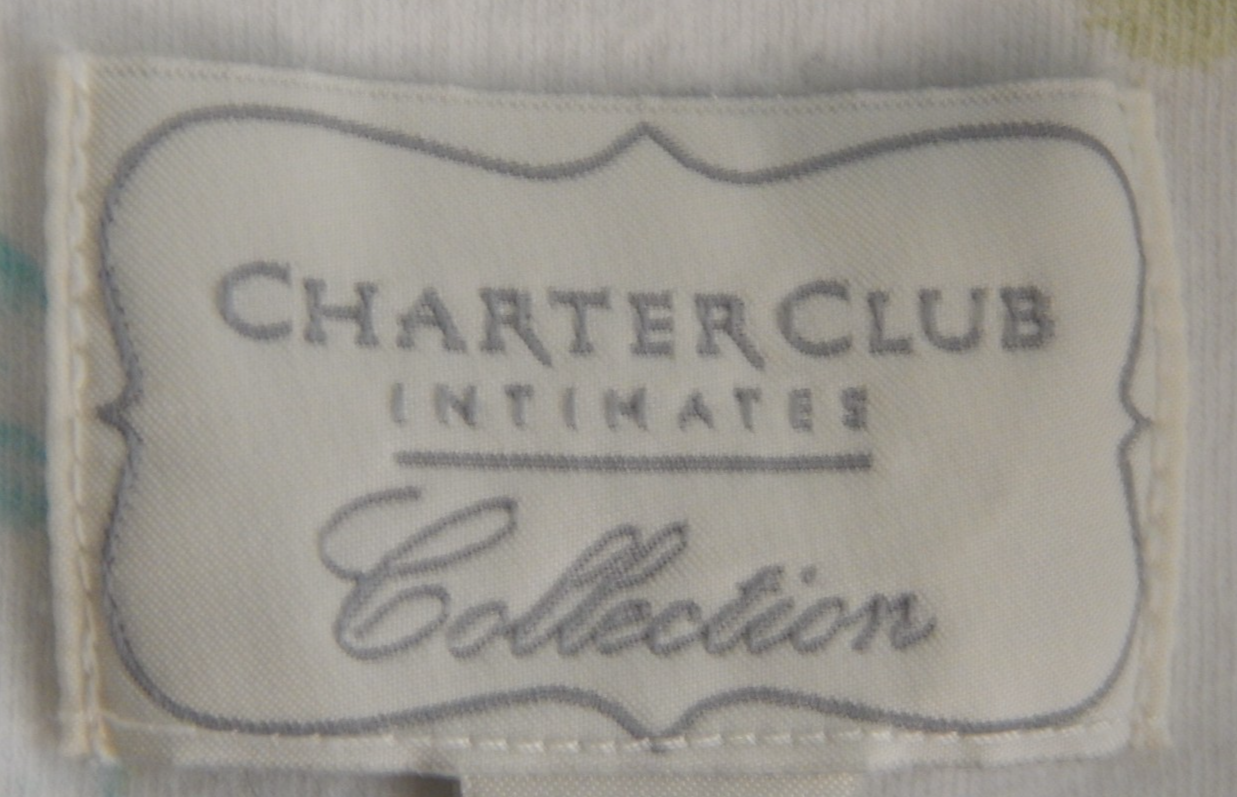 CHARTER CLUB
INTIMATES
Collection